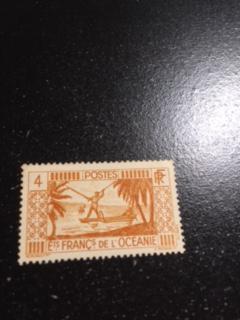 4 POSTES RF
Ets FRANÇs DE L'OCEANIE